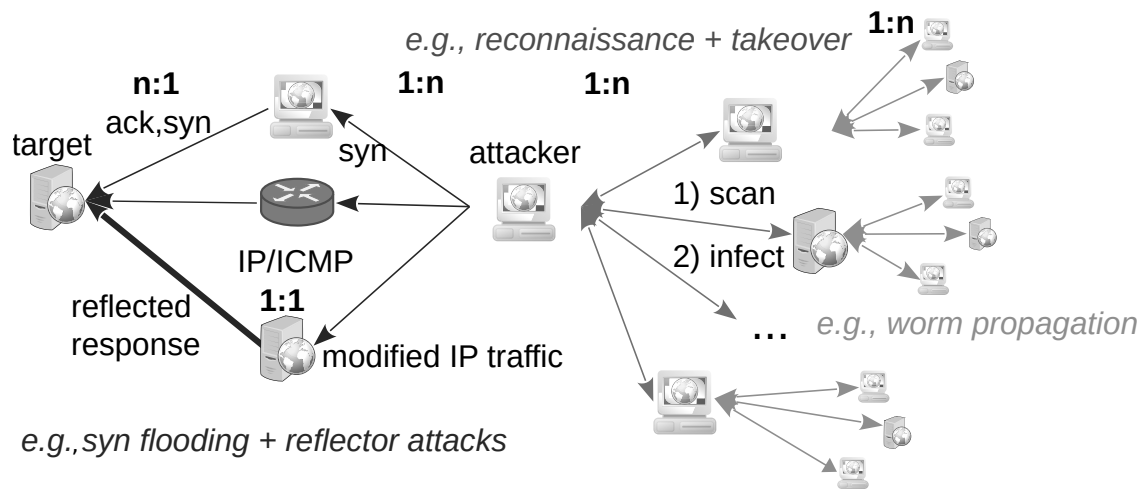 e.g., reconnaissance + takeover
1:n
n:1
1:n
1:n
ack,syn
target
syn
attacker
1) scan
IP/ICMP
2) infect
1:1
reflected
response
modified IP traffic
...
e.g., worm propagation
e.g.,syn flooding + reflector attacks